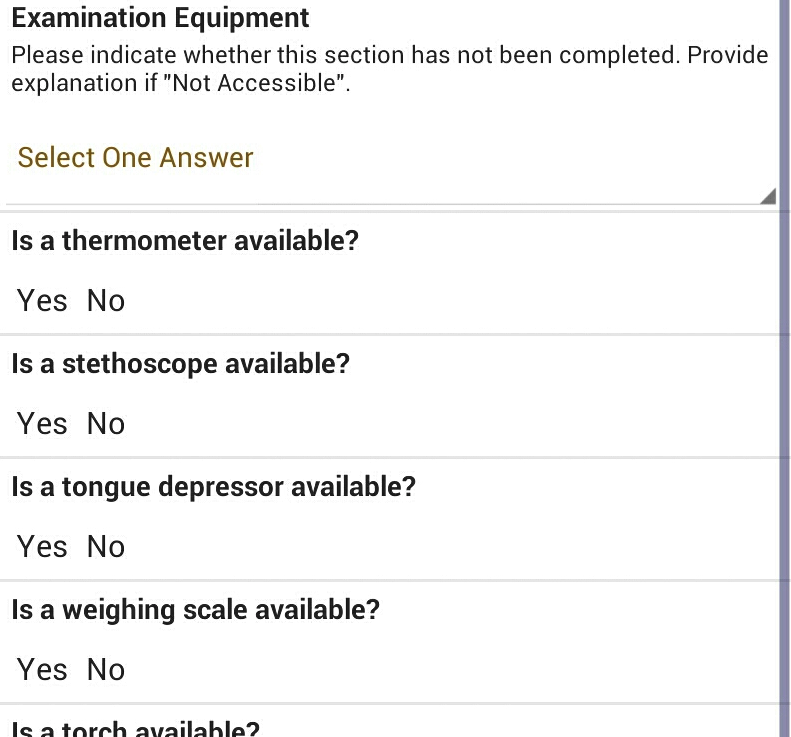 Examination Equipment
Please indicate whether this section has not been completed. Provide
explanation if "Not Accessible".
Select One Answer
Is a thermometer available?
Yes No
Is a stethoscope available?
Yes No
Is a tongue depressor available?
Yes No
Is a weighing scale available?
Yes No
Is a torch available?